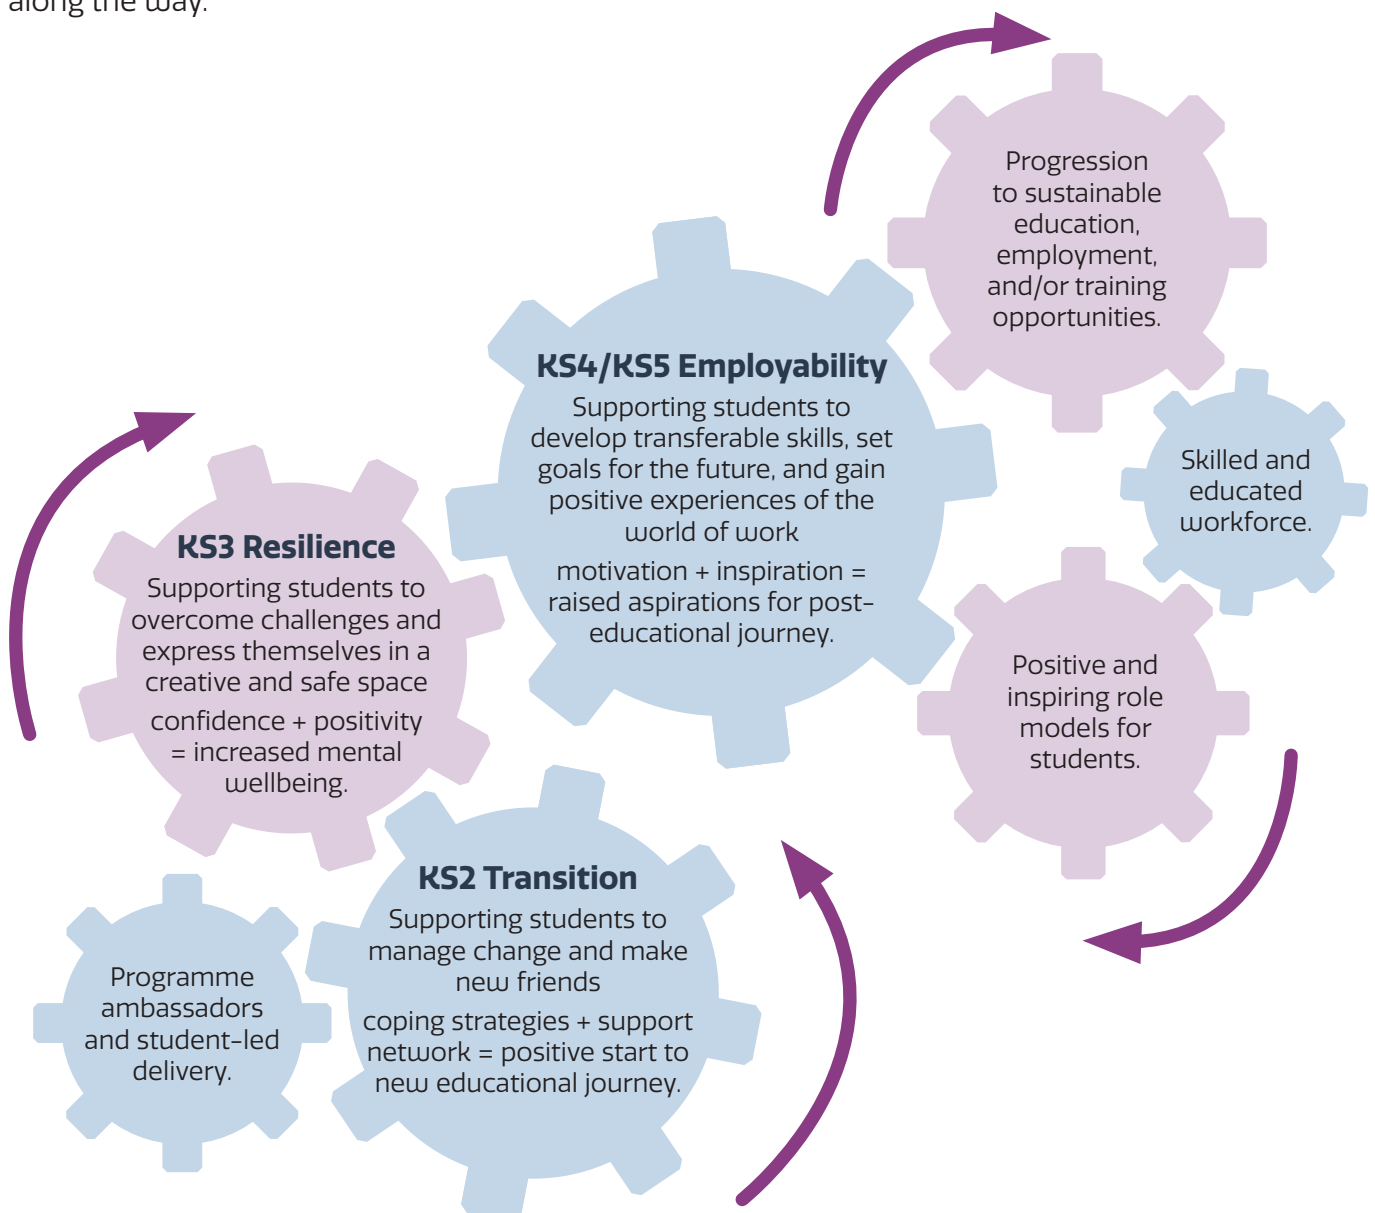 along the way.
Progression
to sustainable
education,
employment,
and/or training
opportunities.
KS4/KS5 Employability
Supporting students to
develop transferable skills, set
goals for the future, and gain
positive experiences of the
world of work
motivation + inspiration =
raised aspirations for post-
educational journey.
Skilled and
educated
workforce.
KS3 Resilience
Supporting students to
overcome challenges and
express themselves in a
creative and safe space
confidence + positivity
= increased mental
wellbeing.
Positive and
inspiring role
models for
students.
KS2 Transition
Supporting students to
manage change and make
new friends
coping strategies + support
network = positive start to
new educational journey.
Programme
ambassadors
and student-led
delivery.